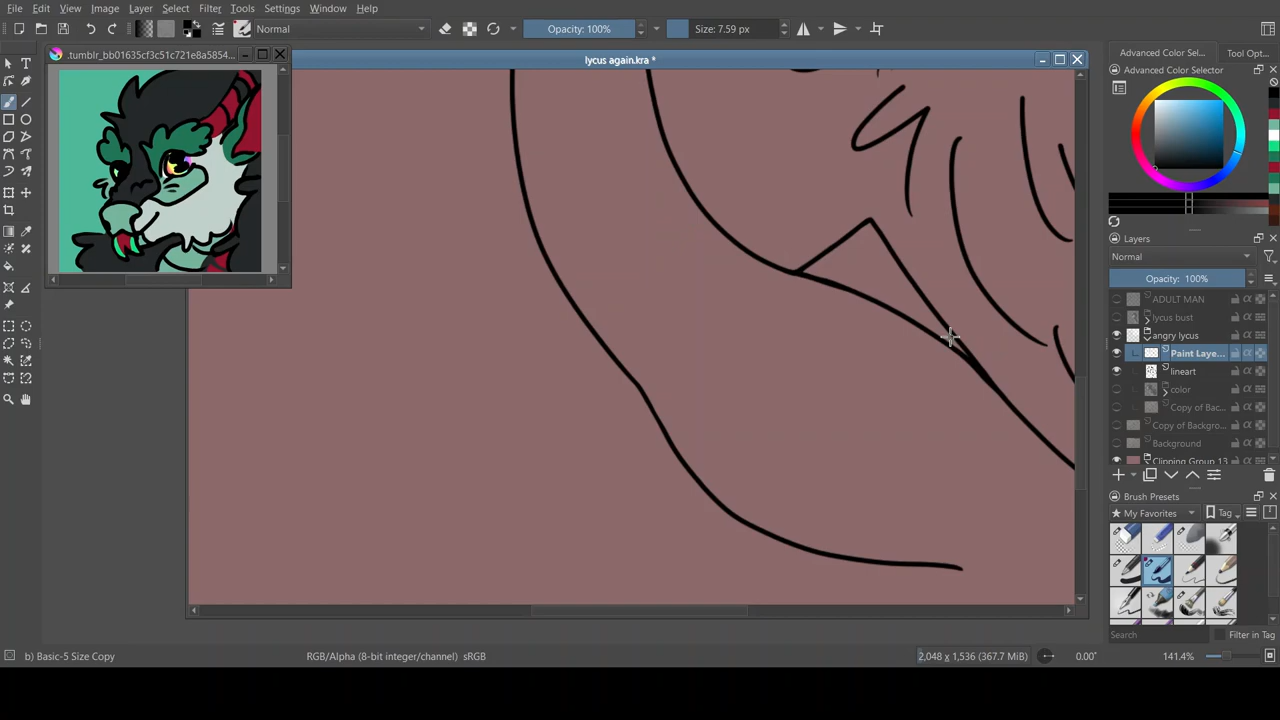 File Edit View Image Layer Select Filter Tools Settings Window Help
Normal Opacity: 100% Size: 7.59 px
.tumblr_bb01635cf3c51c721e8a5854...
lycus again.kra *
Advanced Color Sel... Tool Opt...
Advanced Color Selector
Layers
Normal
Opacity: 100%
ADULT MAN
lycus bust
angry lycus
Paint Laye...
lineart
color
Copy of Bac...
Copy of Backgro...
Background
Clipping Group 13
Brush Presets
My Favorites Tag
Search Filter in Tag
b) Basic-5 Size Copy RGB/Alpha (8-bit integer/channel) sRGB 2,048 x 1,536 (367.7 MiB) 0.00° 141.4%